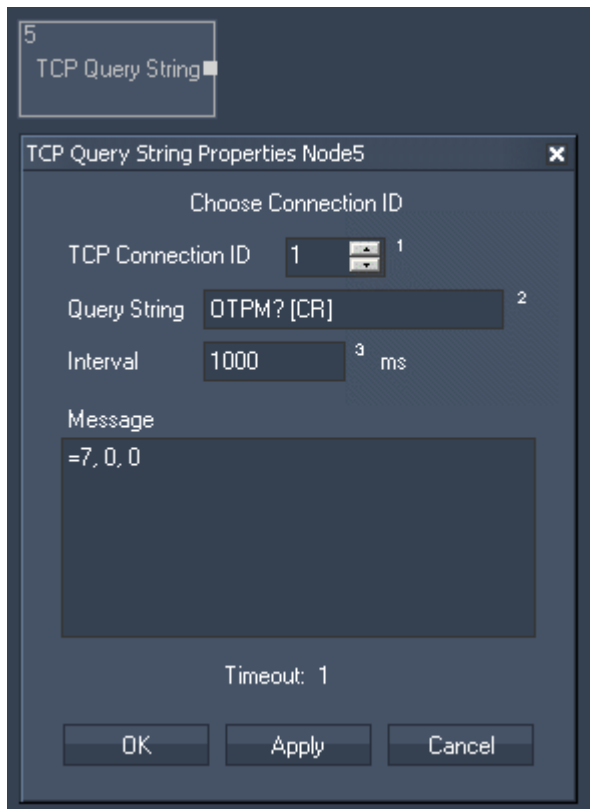 5
TCP Query String
TCP Query String Properties Node5
Choose Connection ID
TCP Connection ID 1 1
Query String OTPM? [CR] 2
Interval 1000 3 ms
Message
=7, 0, 0
Timeout: 1
OK Apply Cancel